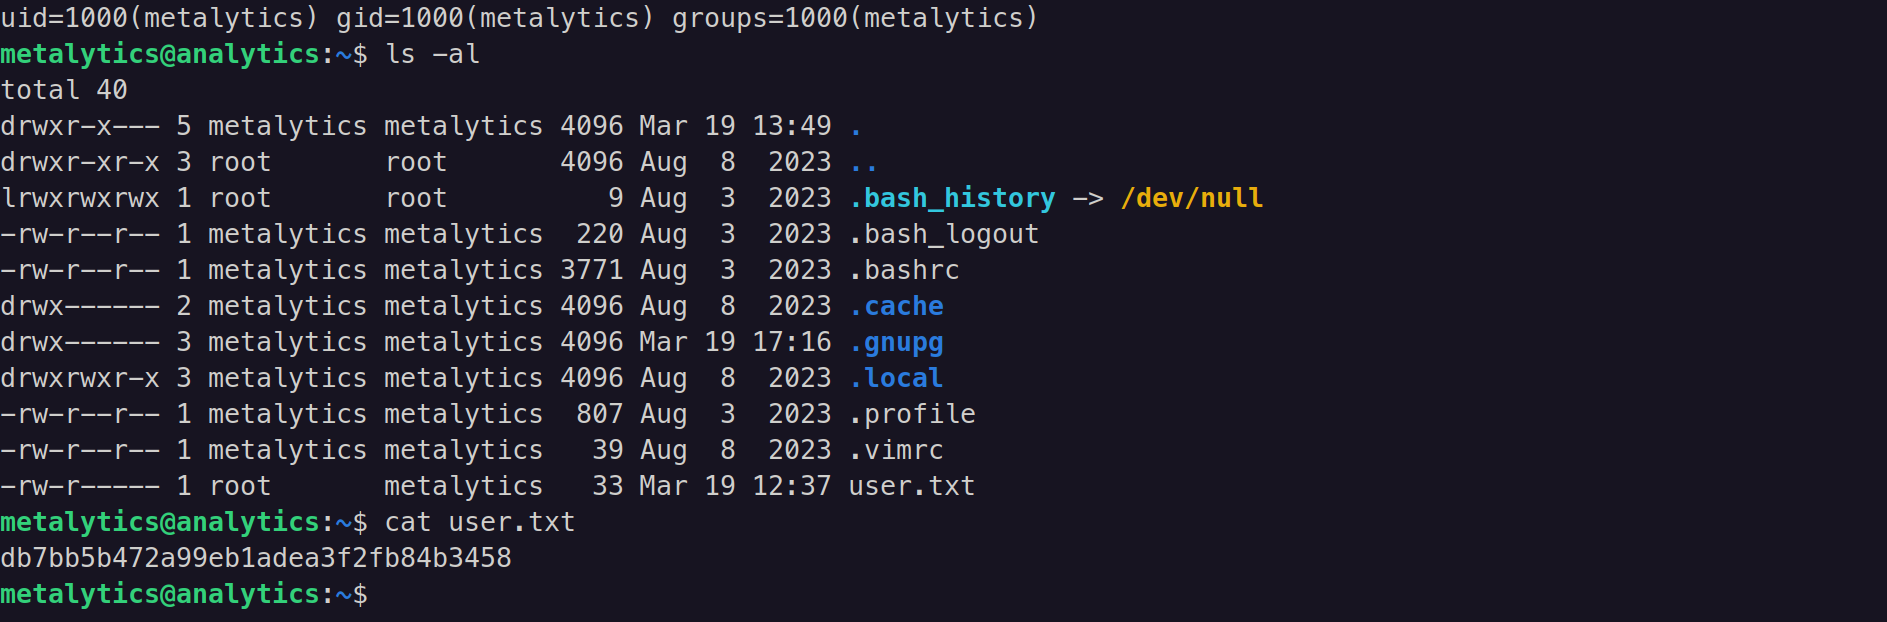 uid=1000(metalytics) gid=1000(metalytics) groups=1000(metalytics)
metalytics@analytics:~$ ls -al
total 40
drwxr-x--- 5 metalytics metalytics 4096 Mar 19 13:49 .
drwxr-xr-x 3 root       root       4096 Aug  8  2023 ..
lrwxrwxrwx 1 root       root          9 Aug  3  2023 .bash_history -> /dev/null
-rw-r--r-- 1 metalytics metalytics  220 Aug  3  2023 .bash_logout
-rw-r--r-- 1 metalytics metalytics 3771 Aug  3  2023 .bashrc
drwx------ 2 metalytics metalytics 4096 Aug  8  2023 .cache
drwx------ 3 metalytics metalytics 4096 Mar 19 17:16 .gnupg
drwxrwxr-x 3 metalytics metalytics 4096 Aug  8  2023 .local
-rw-r--r-- 1 metalytics metalytics  807 Aug  3  2023 .profile
-rw-r--r-- 1 metalytics metalytics   39 Aug  8  2023 .vimrc
-rw-r----- 1 root       metalytics   33 Mar 19 12:37 user.txt
metalytics@analytics:~$ cat user.txt
db7bb5b472a99eb1adea3f2fb84b3458
metalytics@analytics:~$